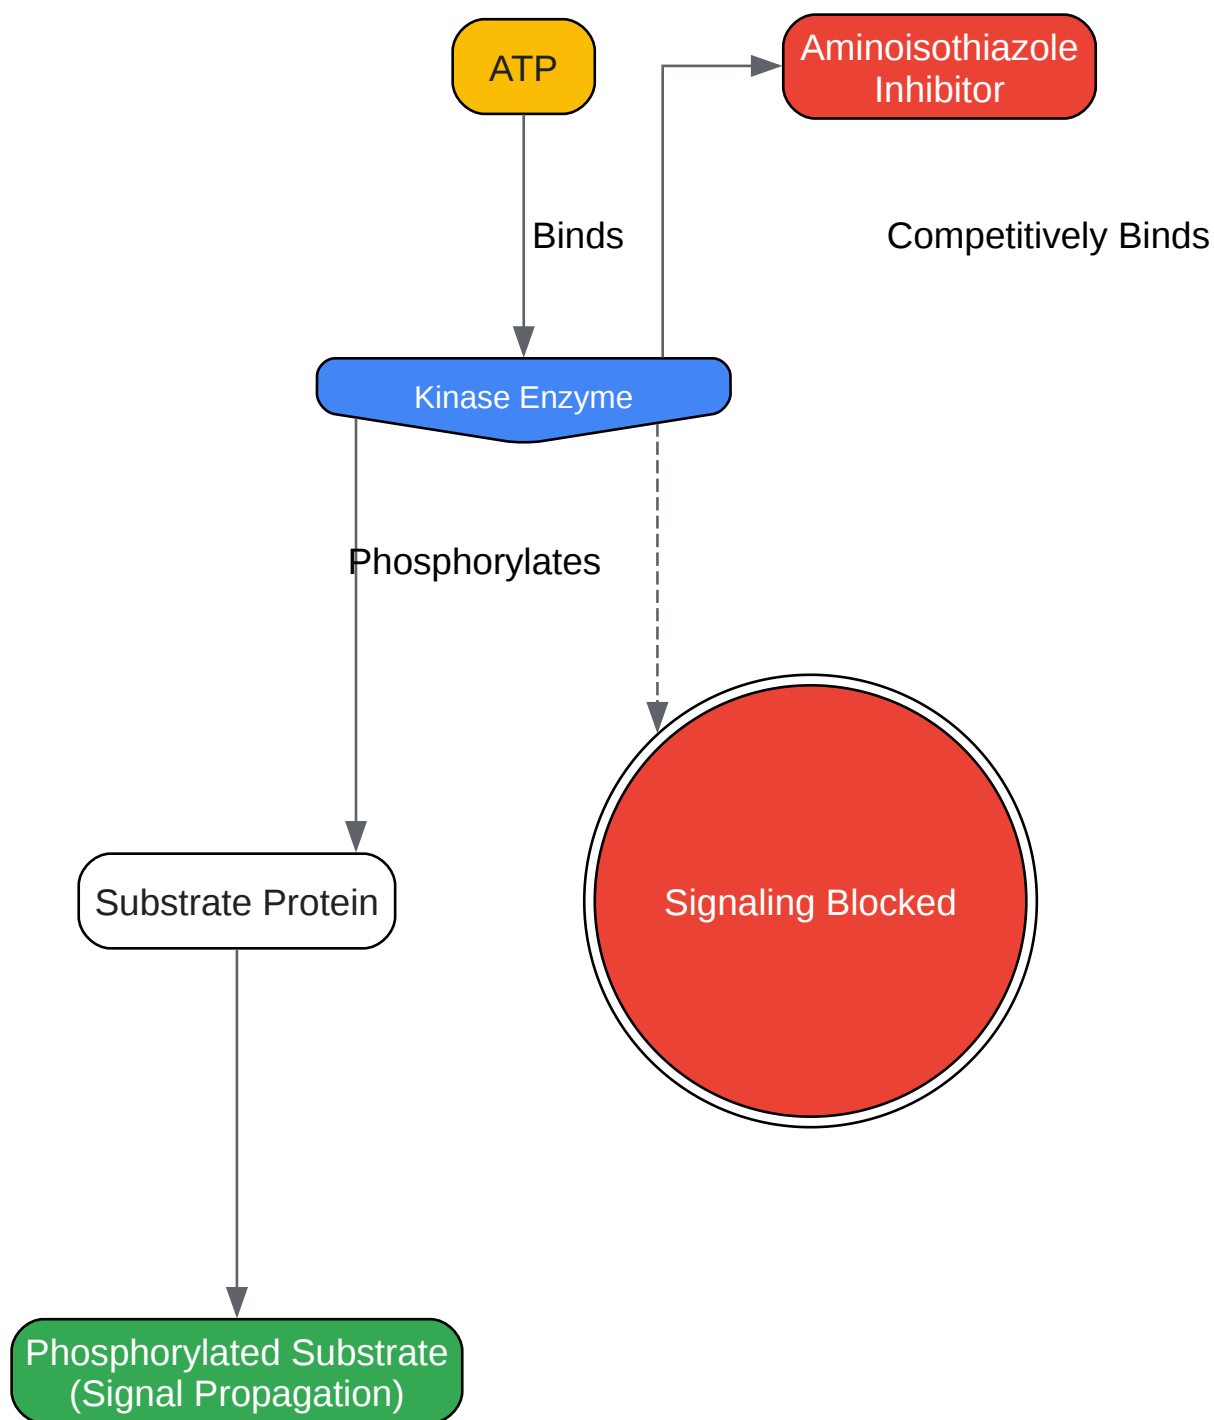 ATP
Aminoisothiazole
Inhibitor
Binds
Competitively Binds
Kinase Enzyme
Phosphorylates
Substrate Protein
Signaling Blocked
Phosphorylated Substrate
(Signal Propagation)